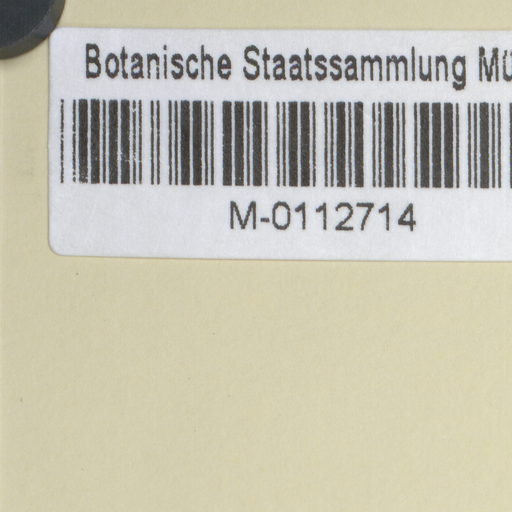 Botanische Staatssammlung Mü
M-0112714